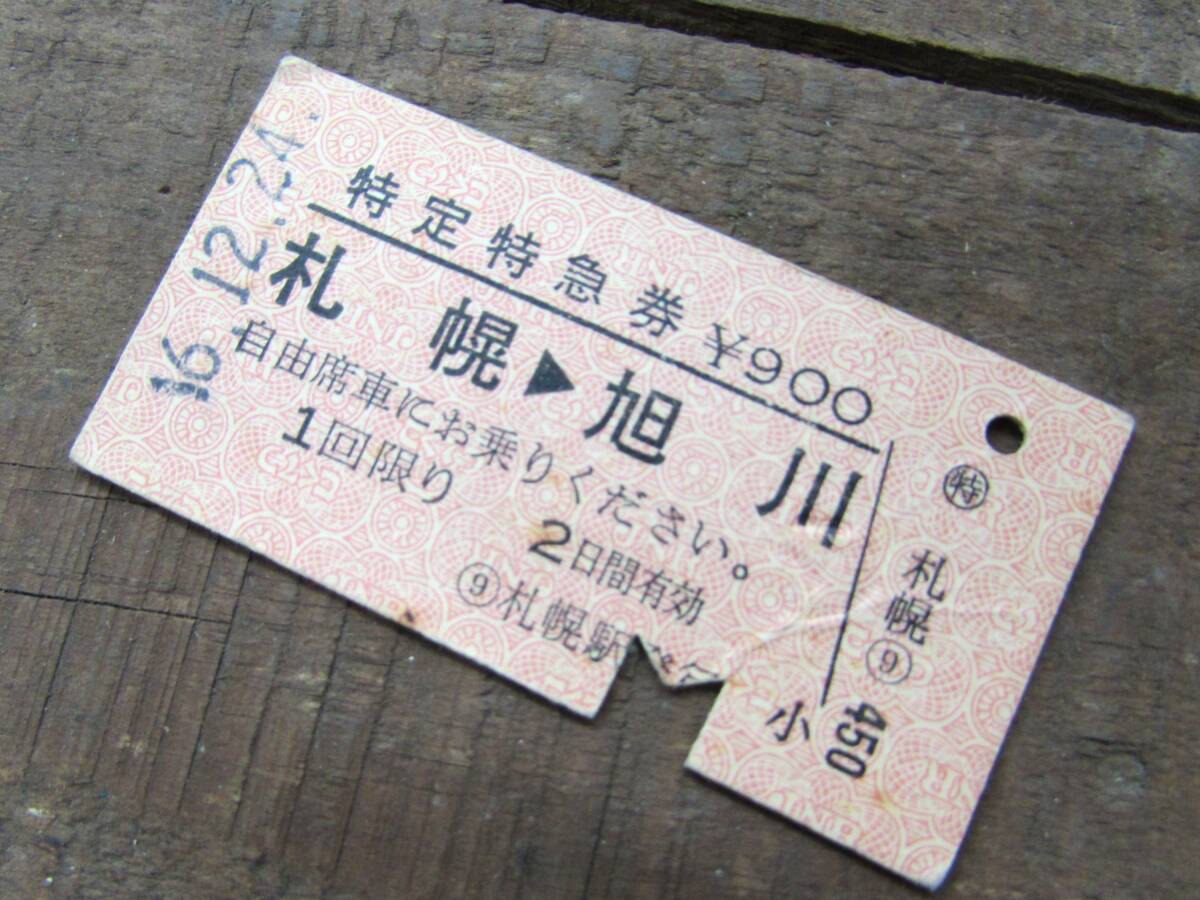 .16.12.24.
特定特急券 ¥900
札幌▶旭川
自由席車にお乗りください。
1回限り
2日間有効
⑨札幌駅
㊕
札幌⑨
小
450